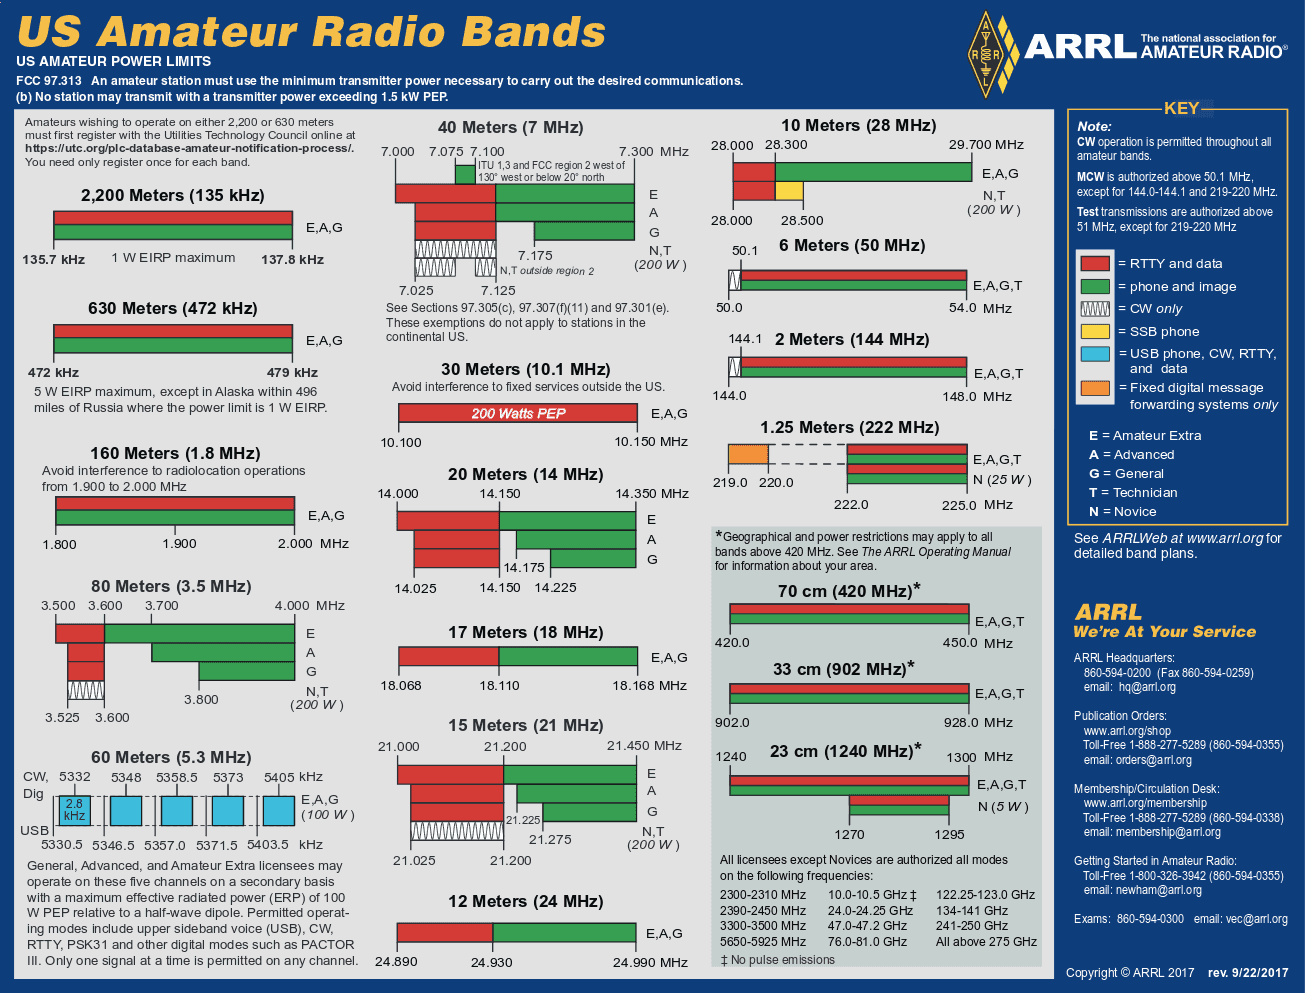 US Amateur Radio Bands
US AMATEUR POWER LIMITS
FCC 97.313 An amateur station must use the minimum transmitter power necessary to carry out the desired communications.
(b) No station may transmit with a transmitter power exceeding 1.5 kW PEP.
A
R R
L
ARRL
The national association for
AMATEUR RADIO®
Amateurs wishing to operate on either 2,200 or 630 meters
must first register with the Utilities Technology Council online at
https://utc.org/plc-database-amateur-notification-process/.
You need only register once for each band.
2,200 Meters (135 kHz)
E,A,G
135.7 kHz 1 W EIRP maximum 137.8 kHz
630 Meters (472 kHz)
E,A,G
472 kHz 479 kHz
5 W EIRP maximum, except in Alaska within 496
miles of Russia where the power limit is 1 W EIRP.
160 Meters (1.8 MHz)
Avoid interference to radiolocation operations
from 1.900 to 2.000 MHz
E,A,G
1.800 1.900 2.000 MHz
80 Meters (3.5 MHz)
3.500 3.600 3.700 4.000 MHz
E
A
G
N,T
(200 W )
3.800
3.525 3.600
60 Meters (5.3 MHz)
CW, Dig 5332 5348 5358.5 5373 5405 kHz
2.8 kHz
E,A,G
(100 W )
USB
5330.5 5346.5 5357.0 5371.5 5403.5 kHz
General, Advanced, and Amateur Extra licensees may
operate on these five channels on a secondary basis
with a maximum effective radiated power (ERP) of 100
W PEP relative to a half-wave dipole. Permitted operat-
ing modes include upper sideband voice (USB), CW,
RTTY, PSK31 and other digital modes such as PACTOR
III. Only one signal at a time is permitted on any channel.
40 Meters (7 MHz)
7.000 7.075 7.100 7.300 MHz
ITU 1,3 and FCC region 2 west of
130° west or below 20° north
E
A
G
N,T
(200 W )
7.175
N,T outside region 2
7.025 7.125
See Sections 97.305(c), 97.307(f)(11) and 97.301(e).
These exemptions do not apply to stations in the
continental US.
30 Meters (10.1 MHz)
Avoid interference to fixed services outside the US.
200 Watts PEP
E,A,G
10.100 10.150 MHz
20 Meters (14 MHz)
14.000 14.150 14.350 MHz
E
A
G
14.175
14.025 14.150 14.225
17 Meters (18 MHz)
E,A,G
18.068 18.110 18.168 MHz
15 Meters (21 MHz)
21.000 21.200 21.450 MHz
E
A
G
21.225
N,T
21.275
(200 W )
21.025 21.200
12 Meters (24 MHz)
E,A,G
24.890 24.930 24.990 MHz
10 Meters (28 MHz)
28.000 28.300 29.700 MHz
E,A,G
N,T
(200 W )
28.000 28.500
6 Meters (50 MHz)
50.1
E,A,G,T
50.0 54.0
MHz
2 Meters (144 MHz)
144.1
E,A,G,T
144.0 148.0 MHz
1.25 Meters (222 MHz)
E,A,G,T
N (25 W )
219.0 220.0
222.0 225.0 MHz
*Geographical and power restrictions may apply to all
bands above 420 MHz. See The ARRL Operating Manual
for information about your area.
70 cm (420 MHz)*
E,A,G,T
420.0 450.0 MHz
33 cm (902 MHz)*
E,A,G,T
902.0 928.0 MHz
23 cm (1240 MHz)*
1240 1300 MHz
E,A,G,T
N (5 W )
1270 1295
All licensees except Novices are authorized all modes
on the following frequencies:
2300-2310 MHz 10.0-10.5 GHz ‡ 122.25-123.0 GHz
2390-2450 MHz 24.0-24.25 GHz 134-141 GHz
3300-3500 MHz 47.0-47.2 GHz 241-250 GHz
5650-5925 MHz 76.0-81.0 GHz All above 275 GHz
‡ No pulse emissions
KEY
Note:
CW operation is permitted throughout all
amateur bands.
MCW is authorized above 50.1 MHz,
except for 144.0-144.1 and 219-220 MHz.
Test transmissions are authorized above
51 MHz, except for 219-220 MHz
= RTTY and data
= phone and image
= CW only
= SSB phone
= USB phone, CW, RTTY,
and data
= Fixed digital message
forwarding systems only
E = Amateur Extra
A = Advanced
G = General
T = Technician
N = Novice
See ARRLWeb at www.arrl.org for
detailed band plans.
ARRL
We're At Your Service
ARRL Headquarters:
860-594-0200 (Fax 860-594-0259)
email: hq@arrl.org
Publication Orders:
www.arrl.org/shop
Toll-Free 1-888-277-5289 (860-594-0355)
email: orders@arrl.org
Membership/Circulation Desk:
www.arrl.org/membership
Toll-Free 1-888-277-5289 (860-594-0338)
email: membership@arrl.org
Getting Started in Amateur Radio:
Toll-Free 1-800-326-3942 (860-594-0355)
email: newham@arrl.org
Exams: 860-594-0300 email: vec@arrl.org
Copyright © ARRL 2017 rev. 9/22/2017